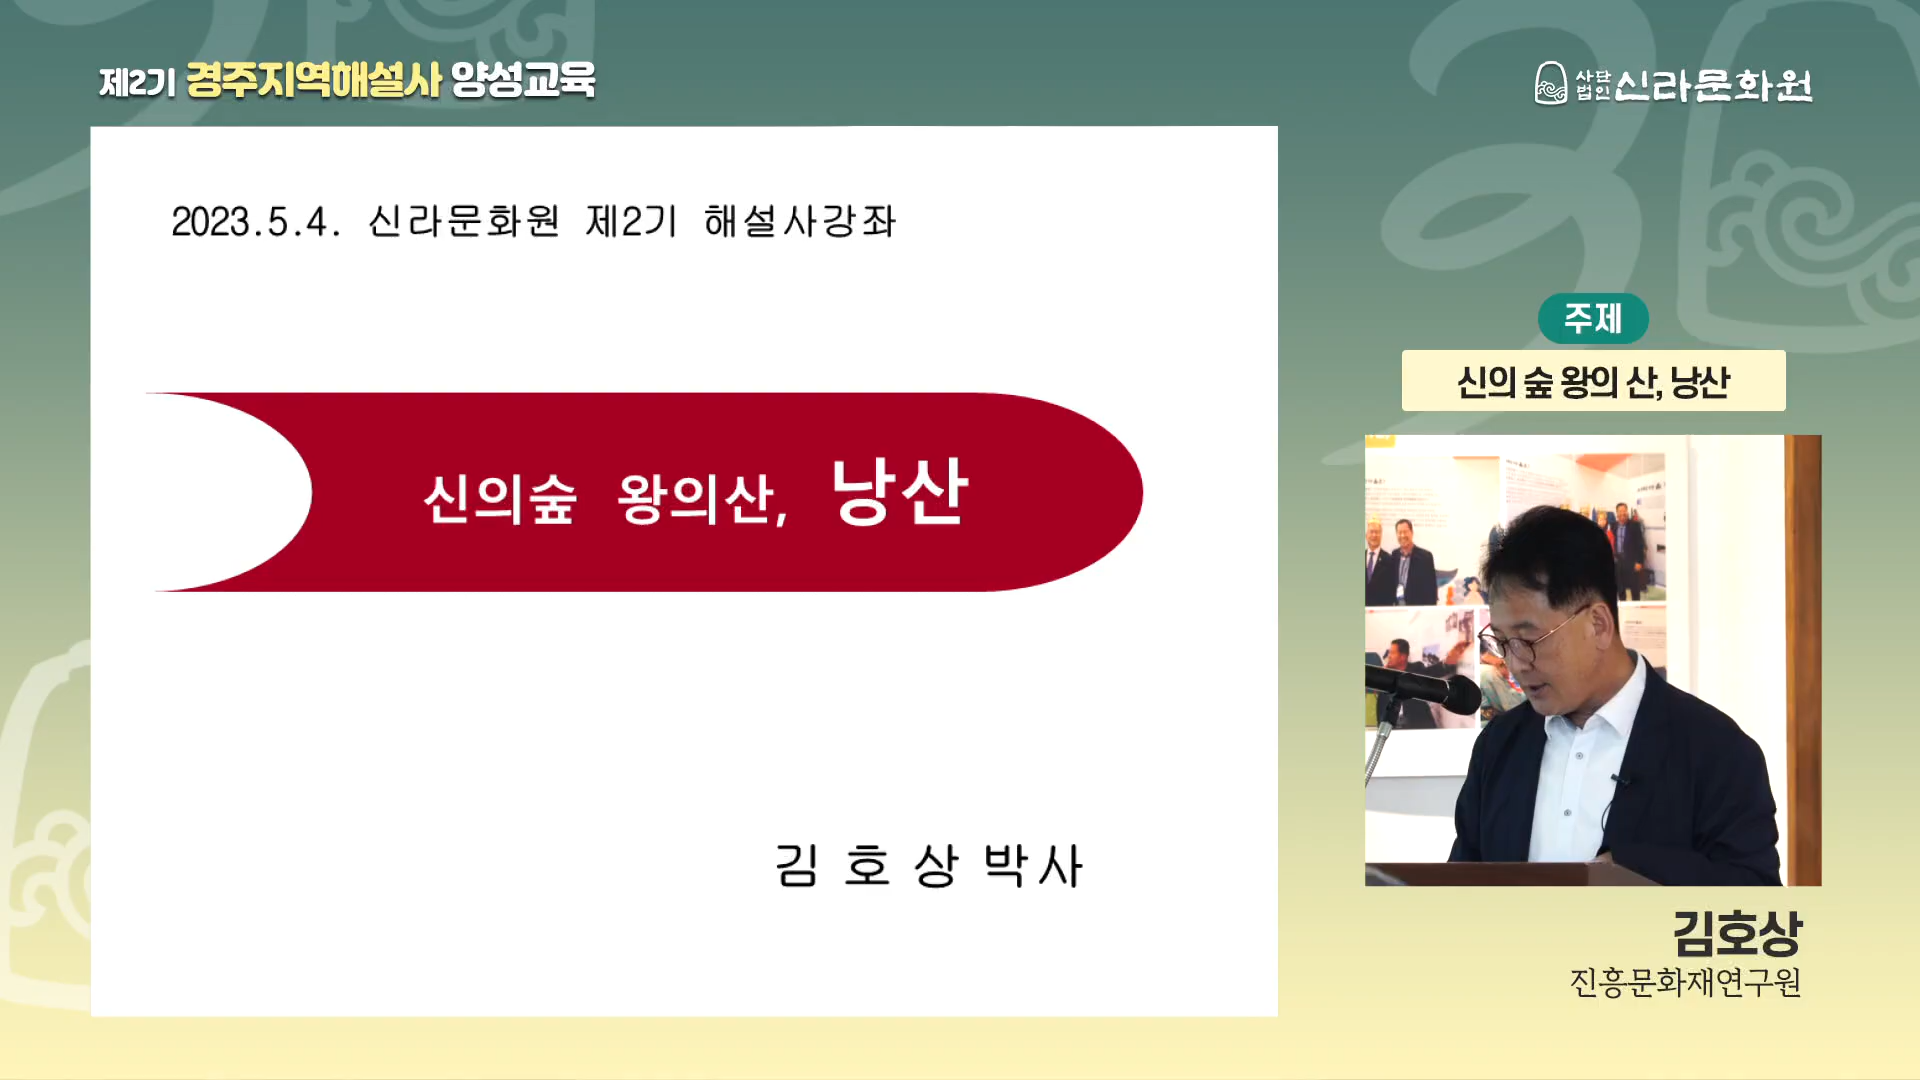 제2기 경주지역해설사 양성교육
사단법인 신라문화원
2023.5.4. 신라문화원 제2기 해설사강좌
신의숲 왕의산, 낭산
김 호 상 박사
주제
신의 숲 왕의 산, 낭산
김호상
진흥문화재연구원